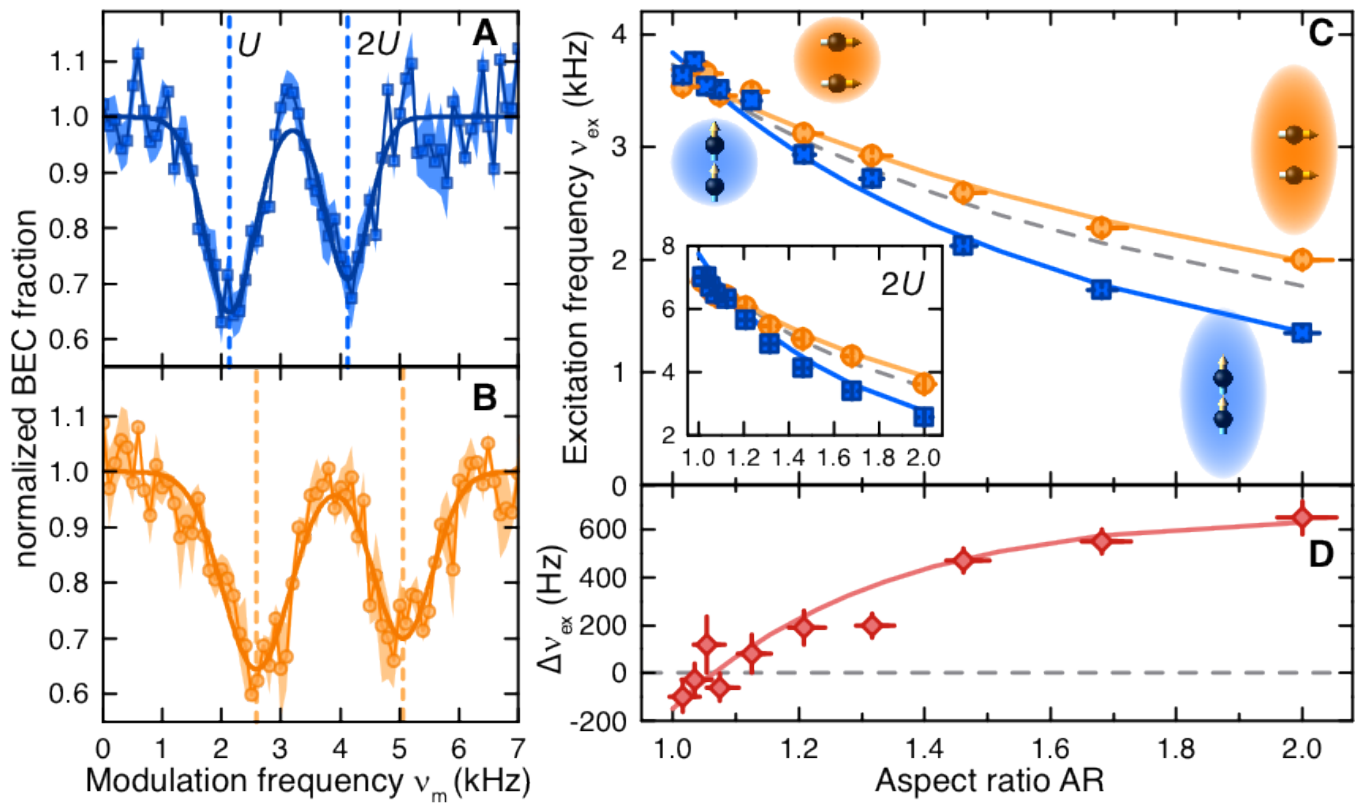 A
U
2U
1.1
1.0
0.9
0.8
0.7
0.6
B
1.1
1.0
0.9
0.8
0.7
0.6
normalized BEC fraction
0 1 2 3 4 5 6 7
Modulation frequency ν_m (kHz)
C
4
3
2
1
0
Excitation frequency ν_ex (kHz)
2U
8
6
4
2
1.0 1.2 1.4 1.6 1.8 2.0
D
600
400
200
0
-200
Δν_ex (Hz)
1.0 1.2 1.4 1.6 1.8 2.0
Aspect ratio AR